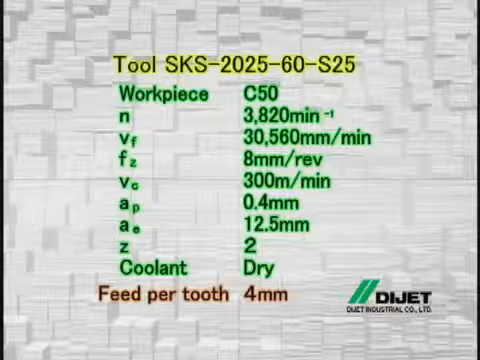 Tool SKS-2025-60-S25
Workpiece C50
n 3,820min⁻¹
vf 30,560mm/min
fz 8mm/rev
vc 300m/min
ap 0.4mm
ae 12.5mm
z 2
Coolant Dry
Feed per tooth 4mm
DIJET
DIJET INDUSTRIAL CO., LTD.